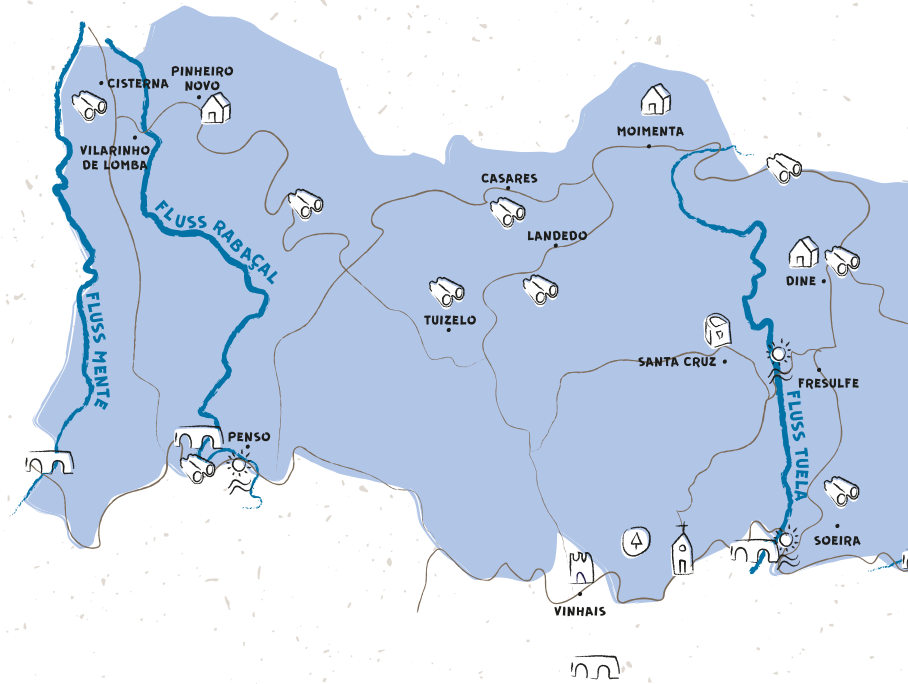 CISTERNA
PINHEIRO
NOVO
VILARINHO
DE LOMBA
MOIMENTA
CASARES
FLUSS RABAÇAL
LANDEDO
DINE
FLUSS MENTE
TUIZELO
SANTA CRUZ
FRESULFE
FLUSS TUELA
PENSO
SOEIRA
VINHAIS